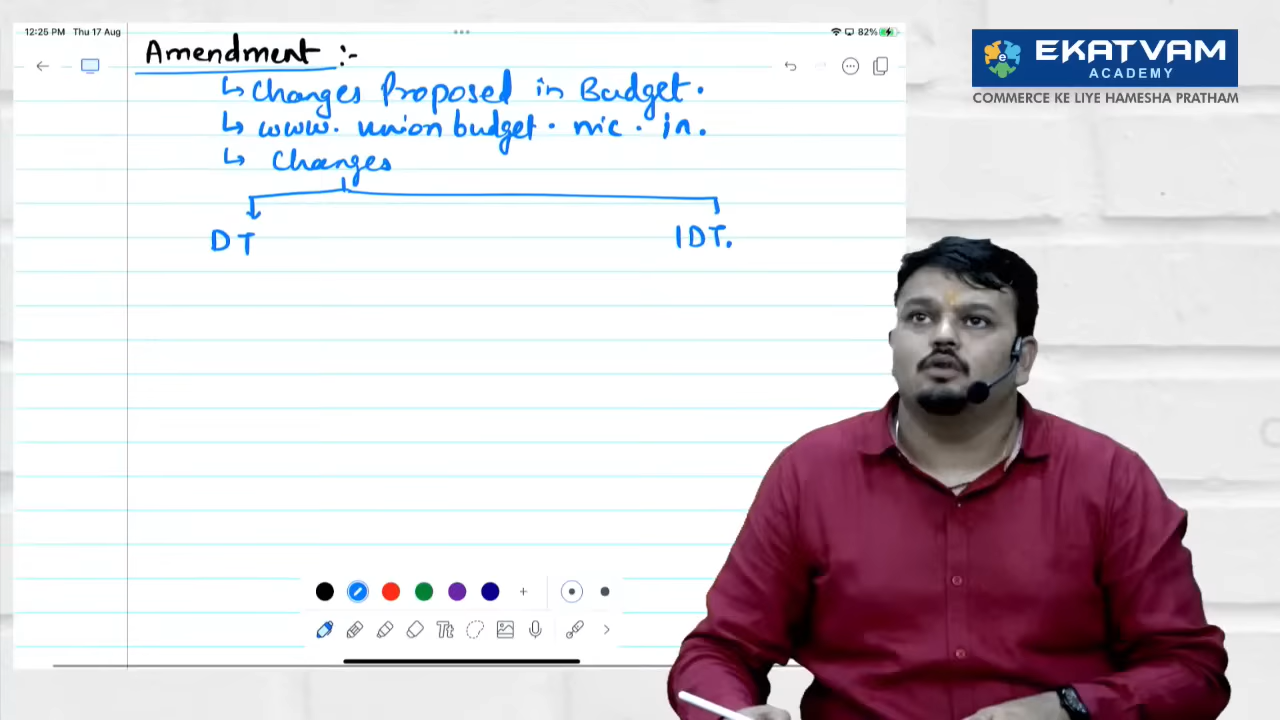 12:25 PM Thu 17 Aug
82%
Amendment :-
↳ Changes Proposed in Budget.
↳ www. union budget. nic. in.
↳ Changes
DT
IDT.
EKATVAM
ACADEMY
COMMERCE KE LIYE HAMESHA PRATHAM
Tt